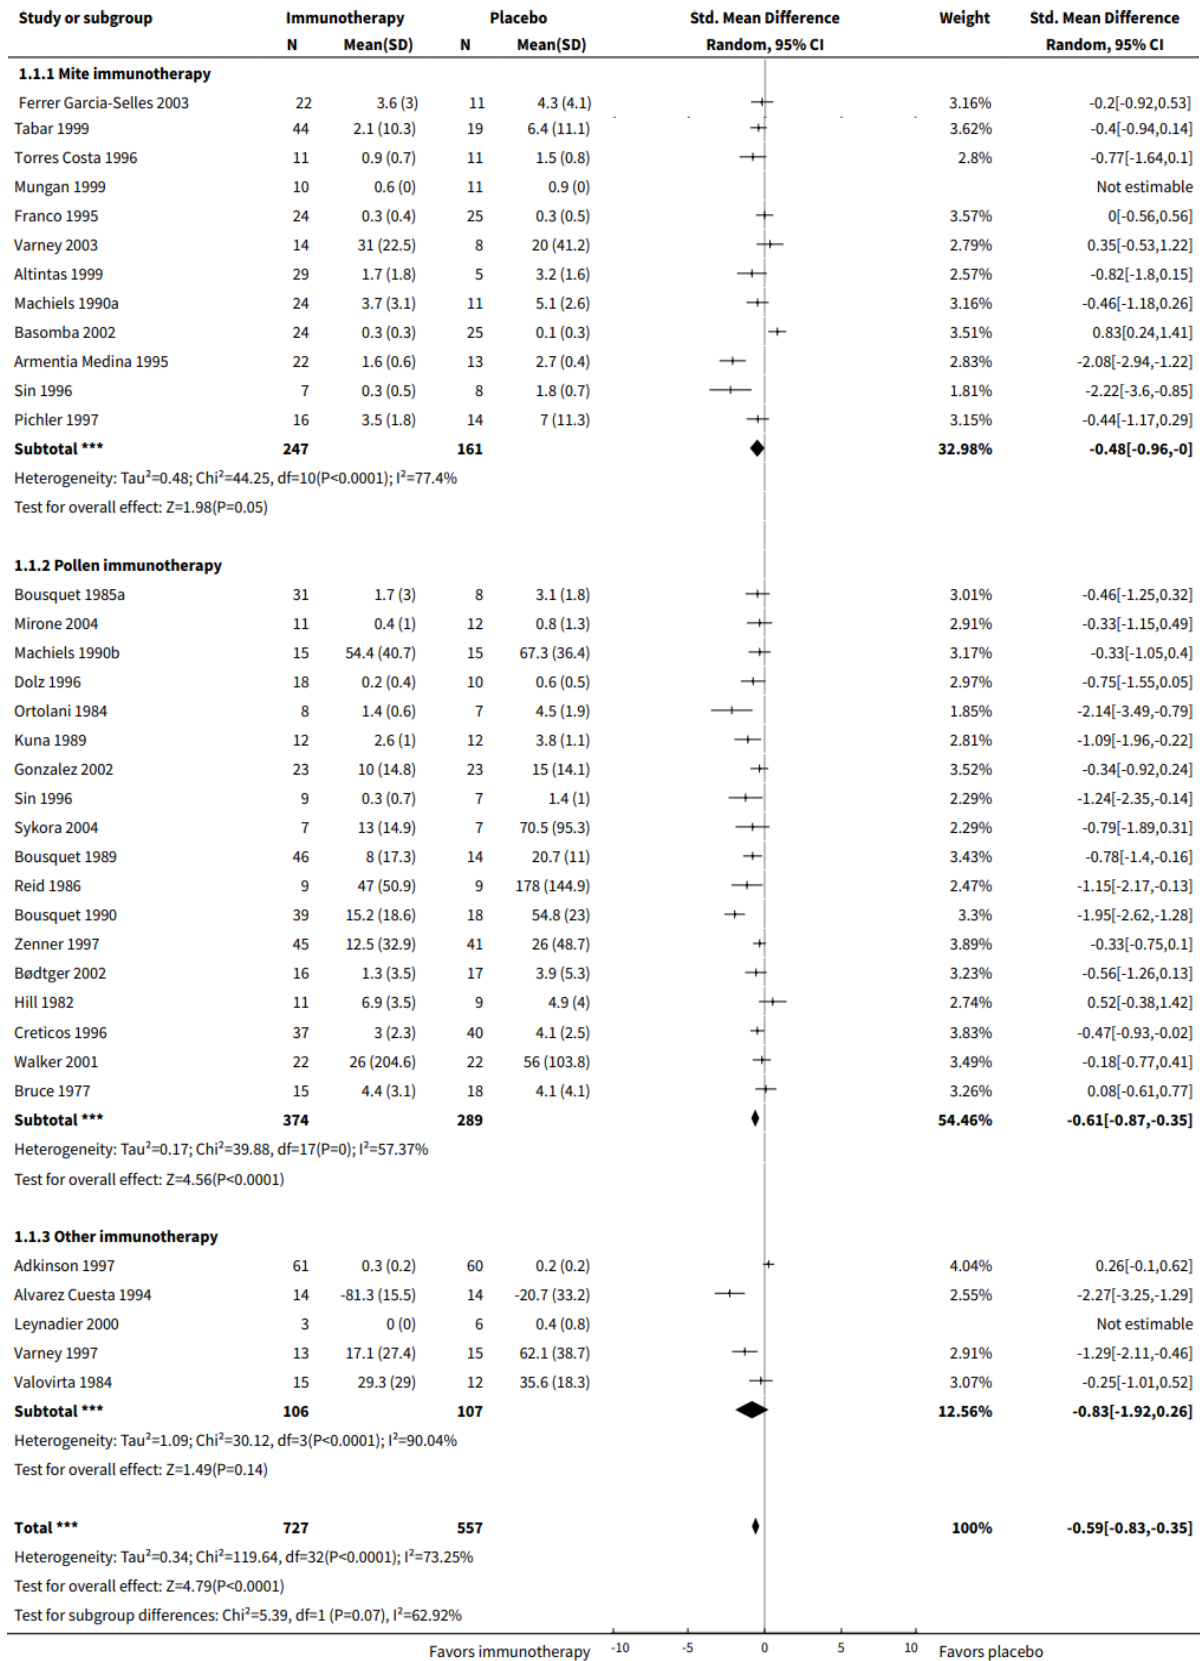 Study or subgroup Immunotherapy Placebo Std. Mean Difference Weight Std. Mean Difference
N Mean(SD) N Mean(SD) Random, 95% CI Random, 95% CI
1.1.1 Mite immunotherapy
Ferrer Garcia-Selles 2003 22 3.6 (3) 11 4.3 (4.1) 3.16% -0.2[-0.92,0.53]
Tabar 1999 44 2.1 (10.3) 19 6.4 (11.1) 3.62% -0.4[-0.94,0.14]
Torres Costa 1996 11 0.9 (0.7) 11 1.5 (0.8) 2.8% -0.77[-1.64,0.1]
Mungan 1999 10 0.6 (0) 11 0.9 (0) Not estimable
Franco 1995 24 0.3 (0.4) 25 0.3 (0.5) 3.57% 0[-0.56,0.56]
Varney 2003 14 31 (22.5) 8 20 (41.2) 2.79% 0.35[-0.53,1.22]
Altintas 1999 29 1.7 (1.8) 5 3.2 (1.6) 2.57% -0.82[-1.8,0.15]
Machiels 1990a 24 3.7 (3.1) 11 5.1 (2.6) 3.16% -0.46[-1.18,0.26]
Basomba 2002 24 0.3 (0.3) 25 0.1 (0.3) 3.51% 0.83[0.24,1.41]
Armentia Medina 1995 22 1.6 (0.6) 13 2.7 (0.4) 2.83% -2.08[-2.94,-1.22]
Sin 1996 7 0.3 (0.5) 8 1.8 (0.7) 1.81% -2.22[-3.6,-0.85]
Pichler 1997 16 3.5 (1.8) 14 7 (11.3) 3.15% -0.44[-1.17,0.29]
Subtotal *** 247 161 32.98% -0.48[-0.96,-0]
Heterogeneity: Tau²=0.48; Chi²=44.25, df=10(P<0.0001); I²=77.4%
Test for overall effect: Z=1.98(P=0.05)
1.1.2 Pollen immunotherapy
Bousquet 1985a 31 1.7 (3) 8 3.1 (1.8) 3.01% -0.46[-1.25,0.32]
Mirone 2004 11 0.4 (1) 12 0.8 (1.3) 2.91% -0.33[-1.15,0.49]
Machiels 1990b 15 54.4 (40.7) 15 67.3 (36.4) 3.17% -0.33[-1.05,0.4]
Dolz 1996 18 0.2 (0.4) 10 0.6 (0.5) 2.97% -0.75[-1.55,0.05]
Ortolani 1984 8 1.4 (0.6) 7 4.5 (1.9) 1.85% -2.14[-3.49,-0.79]
Kuna 1989 12 2.6 (1) 12 3.8 (1.1) 2.81% -1.09[-1.96,-0.22]
Gonzalez 2002 23 10 (14.8) 23 15 (14.1) 3.52% -0.34[-0.92,0.24]
Sin 1996 9 0.3 (0.7) 7 1.4 (1) 2.29% -1.24[-2.35,-0.14]
Sykora 2004 7 13 (14.9) 7 70.5 (95.3) 2.29% -0.79[-1.89,0.31]
Bousquet 1989 46 8 (17.3) 14 20.7 (11) 3.43% -0.78[-1.4,-0.16]
Reid 1986 9 47 (50.9) 9 178 (144.9) 2.47% -1.15[-2.17,-0.13]
Bousquet 1990 39 15.2 (18.6) 18 54.8 (23) 3.3% -1.95[-2.62,-1.28]
Zenner 1997 45 12.5 (32.9) 41 26 (48.7) 3.89% -0.33[-0.75,0.1]
Bødtger 2002 16 1.3 (3.5) 17 3.9 (5.3) 3.23% -0.56[-1.26,0.13]
Hill 1982 11 6.9 (3.5) 9 4.9 (4) 2.74% 0.52[-0.38,1.42]
Creticos 1996 37 3 (2.3) 40 4.1 (2.5) 3.83% -0.47[-0.93,-0.02]
Walker 2001 22 26 (204.6) 22 56 (103.8) 3.49% -0.18[-0.77,0.41]
Bruce 1977 15 4.4 (3.1) 18 4.1 (4.1) 3.26% 0.08[-0.61,0.77]
Subtotal *** 374 289 54.46% -0.61[-0.87,-0.35]
Heterogeneity: Tau²=0.17; Chi²=39.88, df=17(P=0); I²=57.37%
Test for overall effect: Z=4.56(P<0.0001)
1.1.3 Other immunotherapy
Adkinson 1997 61 0.3 (0.2) 60 0.2 (0.2) 4.04% 0.26[-0.1,0.62]
Alvarez Cuesta 1994 14 -81.3 (15.5) 14 -20.7 (33.2) 2.55% -2.27[-3.25,-1.29]
Leynadier 2000 3 0 (0) 6 0.4 (0.8) Not estimable
Varney 1997 13 17.1 (27.4) 15 62.1 (38.7) 2.91% -1.29[-2.11,-0.46]
Valovirta 1984 15 29.3 (29) 12 35.6 (18.3) 3.07% -0.25[-1.01,0.52]
Subtotal *** 106 107 12.56% -0.83[-1.92,0.26]
Heterogeneity: Tau²=1.09; Chi²=30.12, df=3(P<0.0001); I²=90.04%
Test for overall effect: Z=1.49(P=0.14)
Total *** 727 557 100% -0.59[-0.83,-0.35]
Heterogeneity: Tau²=0.34; Chi²=119.64, df=32(P<0.0001); I²=73.25%
Test for overall effect: Z=4.79(P<0.0001)
Test for subgroup differences: Chi²=5.39, df=1 (P=0.07), I²=62.92%
Favors immunotherapy -10 -5 0 5 10 Favors placebo